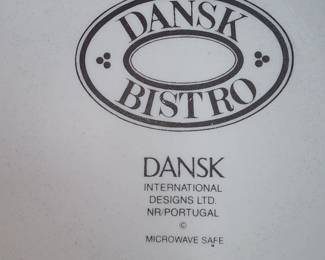 DANSK
BISTRO
DANSK
INTERNATIONAL
DESIGNS LTD.
NR/PORTUGAL
©
MICROWAVE SAFE